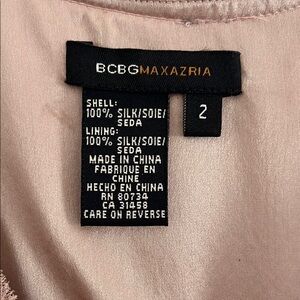 BCBGMAXAZRIA
2
SHELL:
100% SILK/SOIE/
SEDA
LINING:
100% SILK/SOIE/
SEDA
MADE IN CHINA
FABRIQUE EN
CHINE
HECHO EN CHINA
RN 80734
CA 31458
CARE ON REVERSE